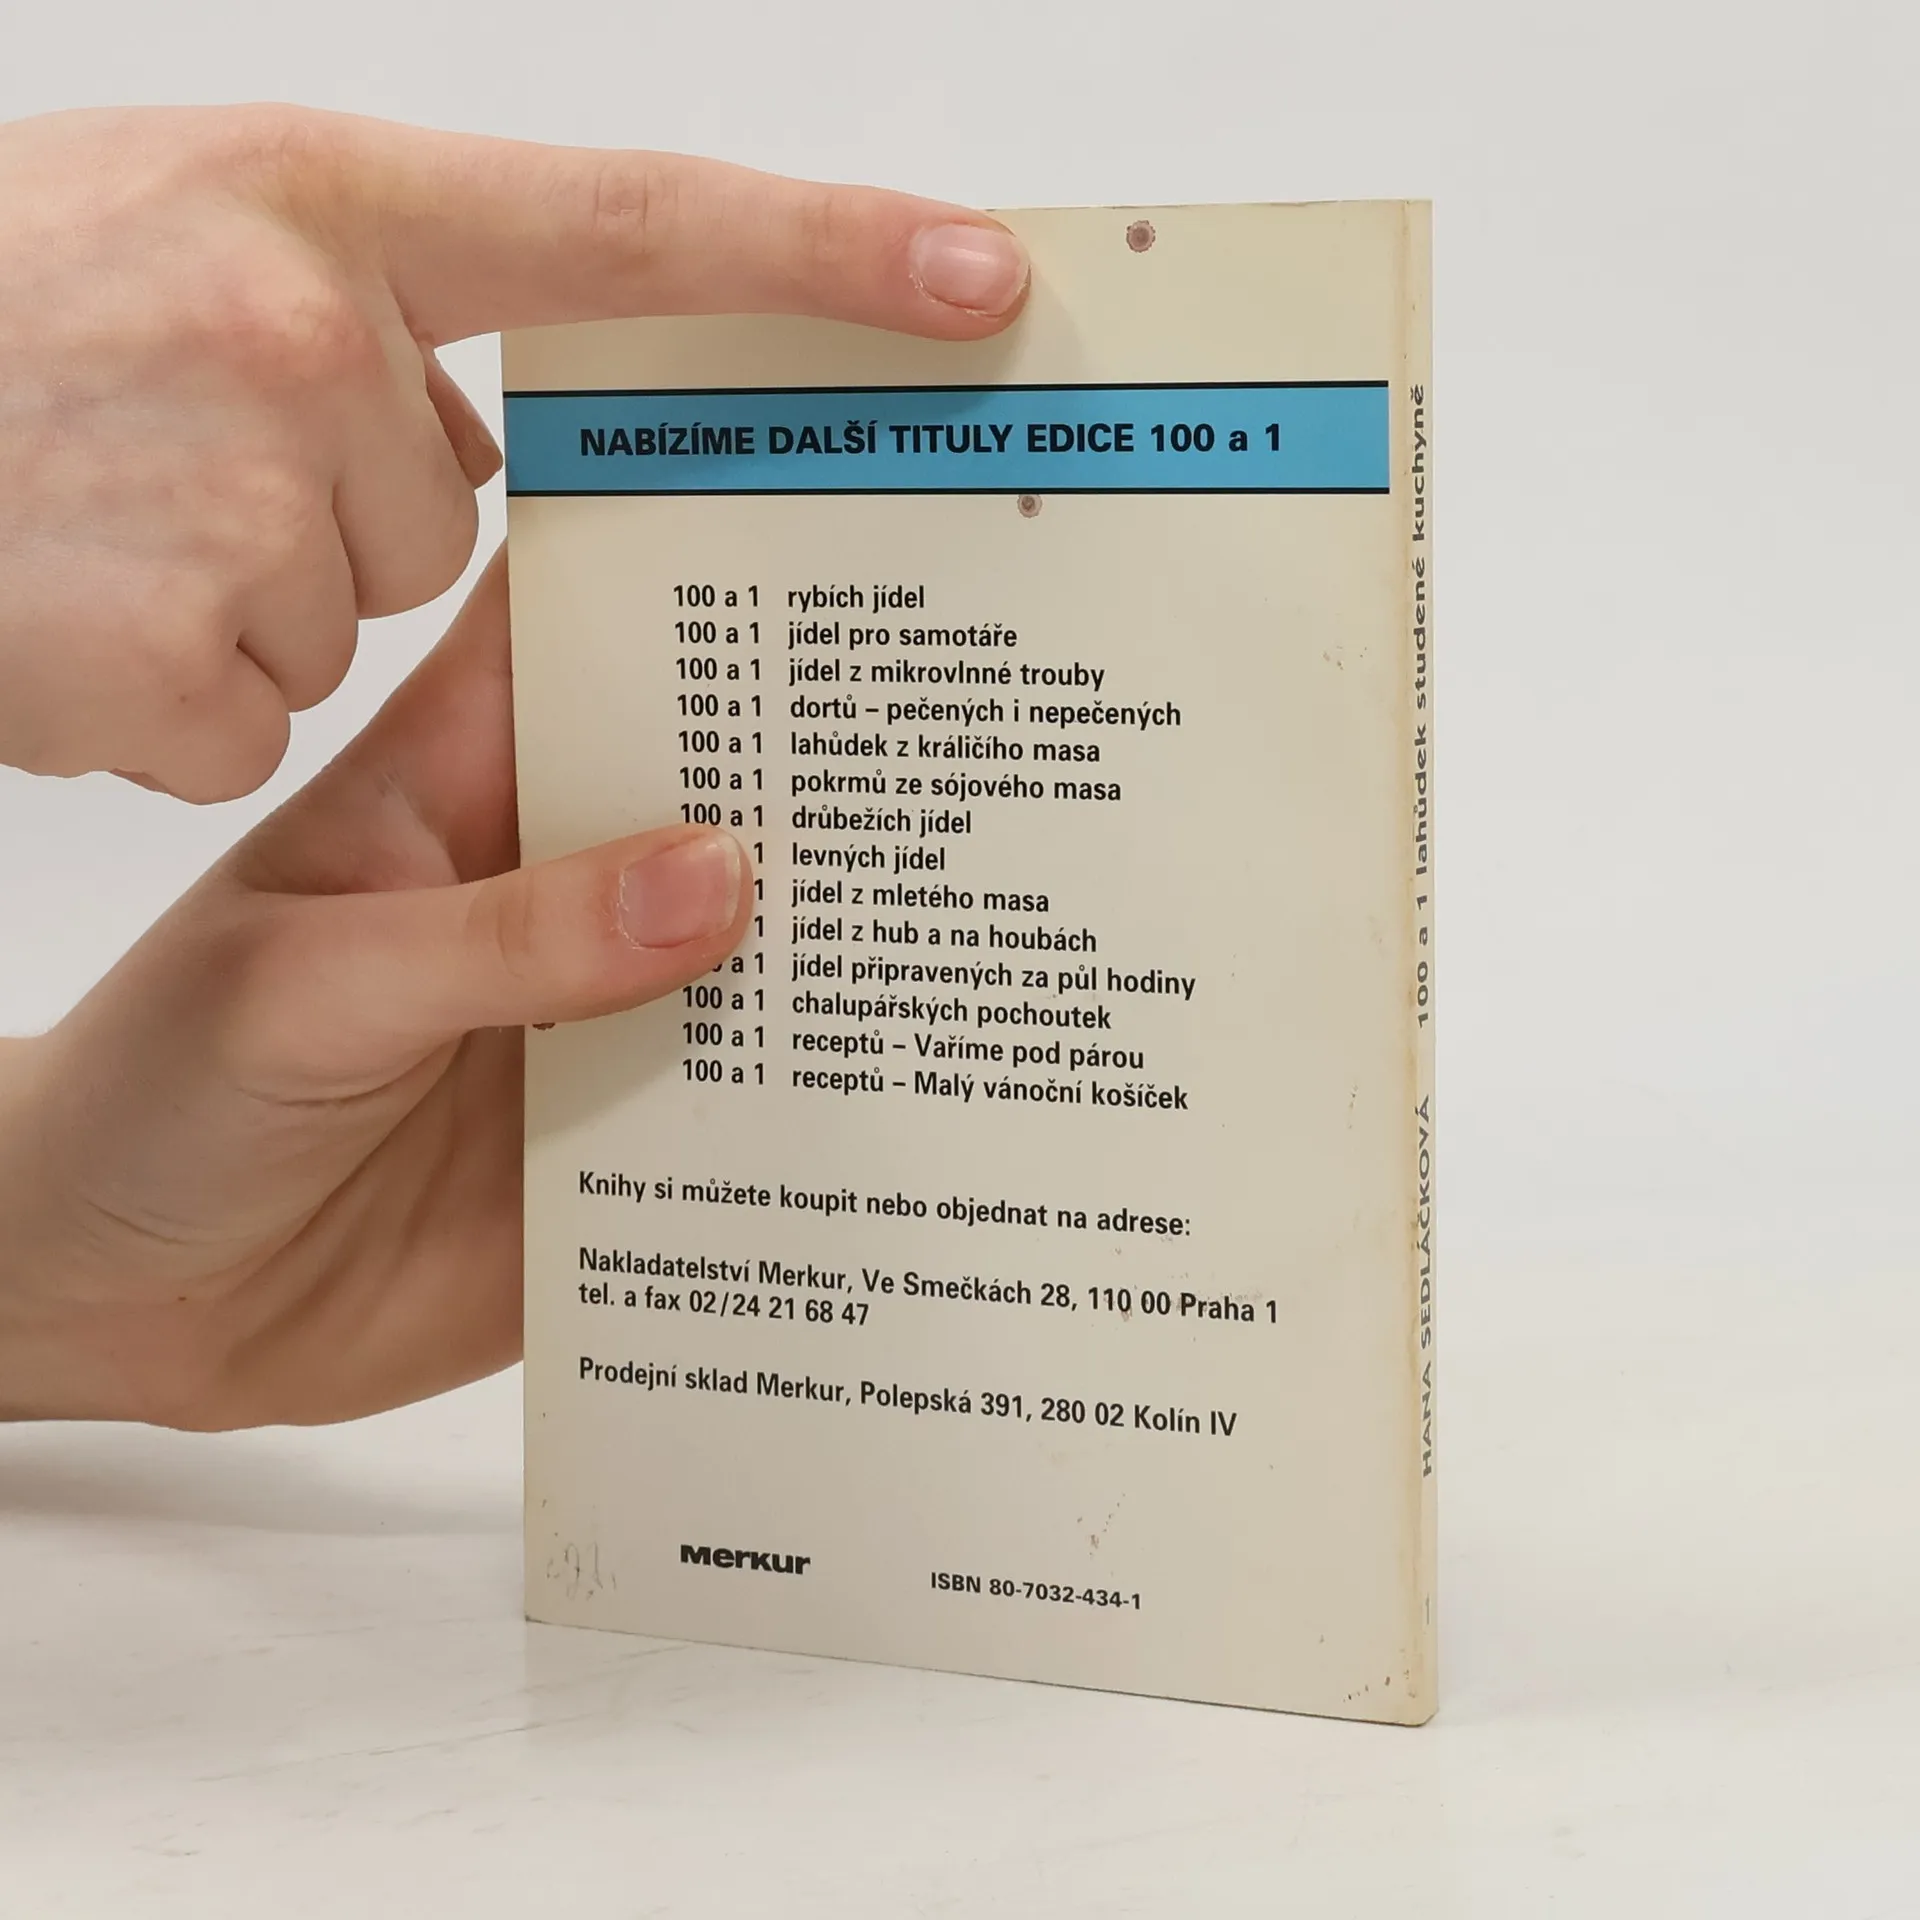 NABÍZÍME DALŠÍ TITULY EDICE 100 a 1
100 a 1 rybích jídel
100 a 1 jídel pro samotáře
100 a 1 jídel z mikrovlnné trouby
100 a 1 dortů – pečených i nepečených
100 a 1 lahůdek z králičího masa
100 a 1 pokrmů ze sójového masa
100 a 1 drůbežích jídel
1 levných jídel
1 jídel z mletého masa
1 jídel z hub a na houbách
a 1 jídel připravených za půl hodiny
100 a 1 chalupářských pochoutek
100 a 1 receptů – Vaříme pod párou
100 a 1 receptů – Malý vánoční košíček
Knihy si můžete koupit nebo objednat na adrese:
Nakladatelství Merkur, Ve Smečkách 28, 110 00 Praha 1
tel. a fax 02/24 21 68 47
Prodejní sklad Merkur, Polepská 391, 280 02 Kolín IV
Merkur
ISBN 80-7032-434-1
HANA SEDLÁČKOVÁ 100 a 1 lahůdek studené kuchyně